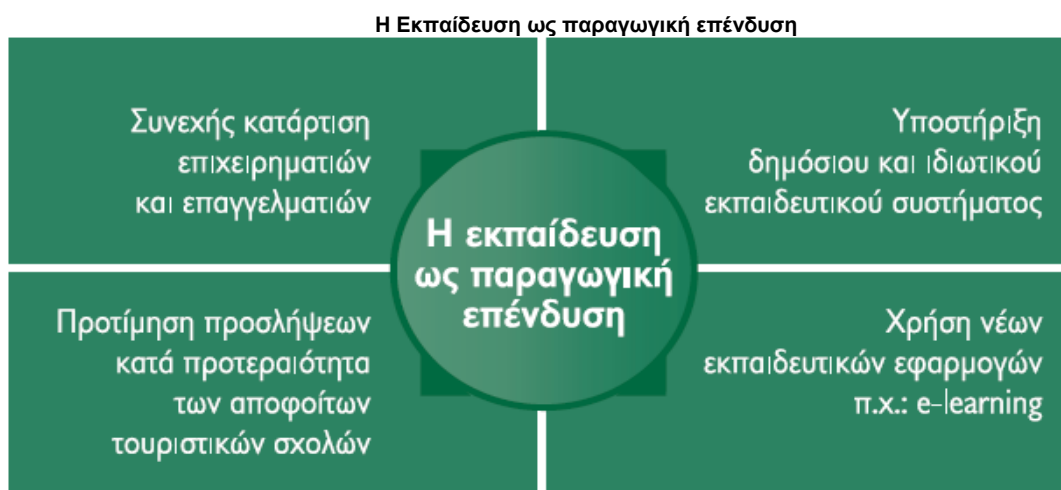 Η Εκπαίδευση ως παραγωγική επένδυση
Συνεχής κατάρτιση
επιχειρηματιών
και επαγγελματιών
Υποστήριξη
δημόσιου και ιδιωτικού
εκπαιδευτικού συστήματος
Η εκπαίδευση
ως παραγωγική
επένδυση
Προτίμηση προσλήψεων
κατά προτεραιότητα
των αποφοίτων
τουριστικών σχολών
Χρήση νέων
εκπαιδευτικών εφαρμογών
π.χ.: e-learning